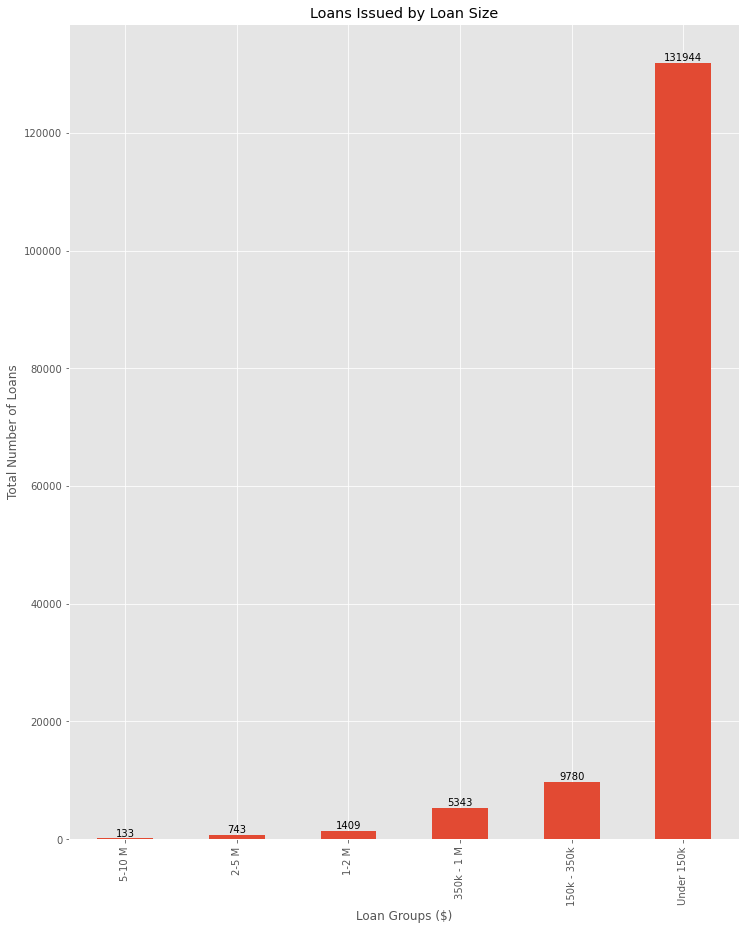 Loans Issued by Loan Size
Total Number of Loans
120000
100000
80000
60000
40000
20000
0
133
743
1409
5343
9780
131944
5-10 M
2-5 M
1-2 M
350k - 1 M
150k - 350k
Under 150k
Loan Groups ($)